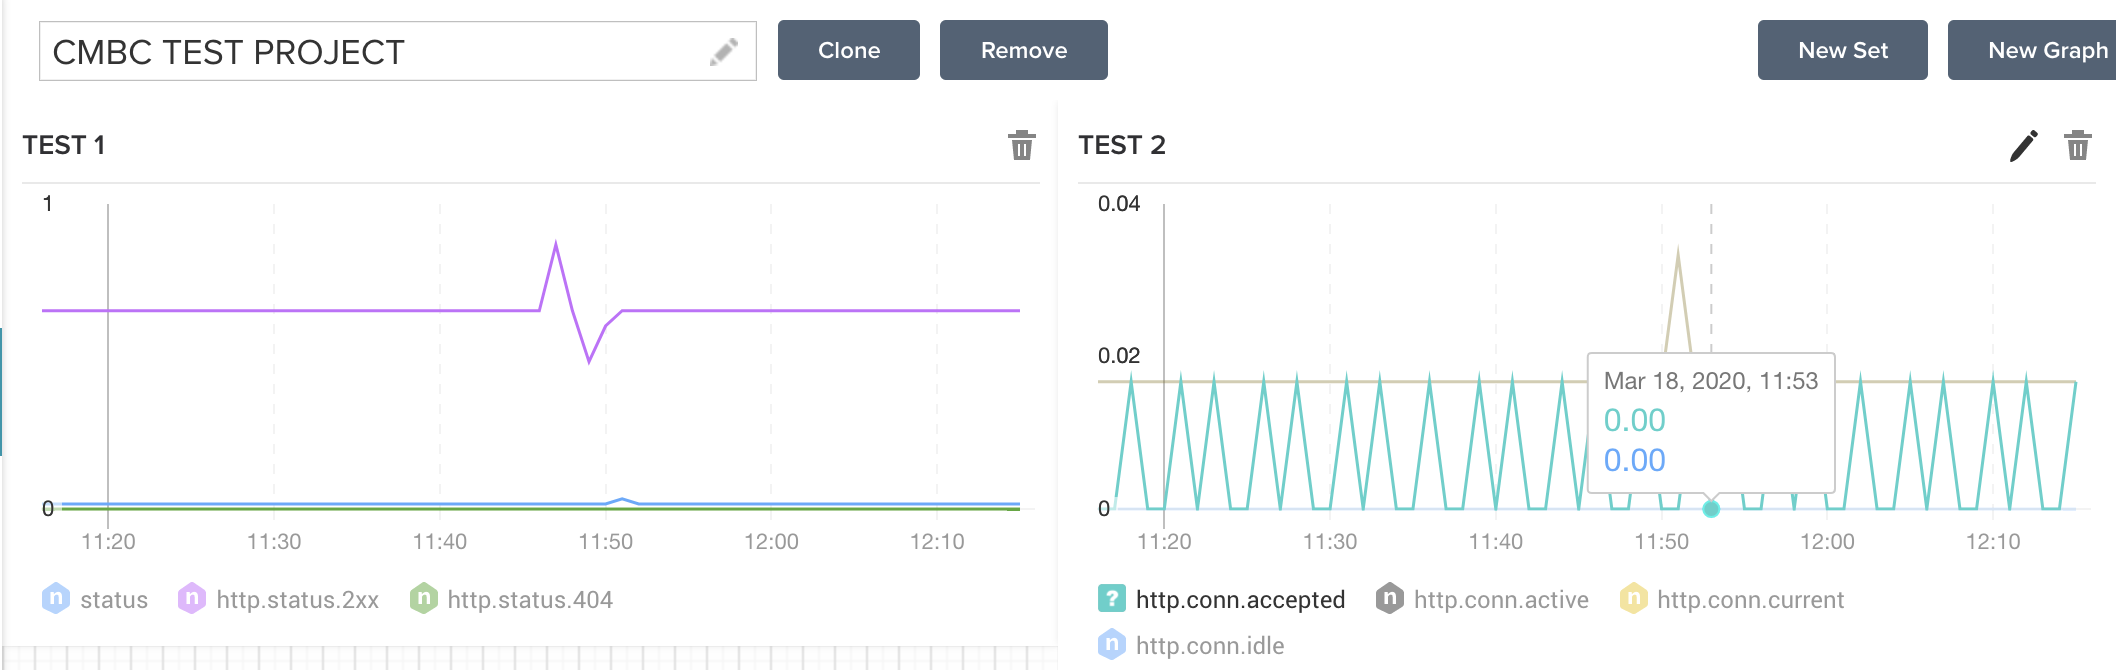 CMBC TEST PROJECT
Clone
Remove
New Set
New Graph
TEST 1
1
0
11:20 11:30 11:40 11:50 12:00 12:10
n status n http.status.2xx n http.status.404
TEST 2
0.04
0.02
0
Mar 18, 2020, 11:53
0.00
0.00
11:20 11:30 11:40 11:50 12:00 12:10
? http.conn.accepted n http.conn.active n http.conn.current
n http.conn.idle